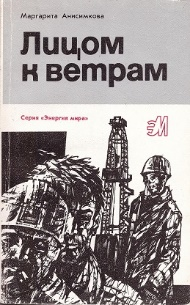 Маргарита Анисимкова
Лицом
к ветрам
Серия «Энергия мира»
ЭМ